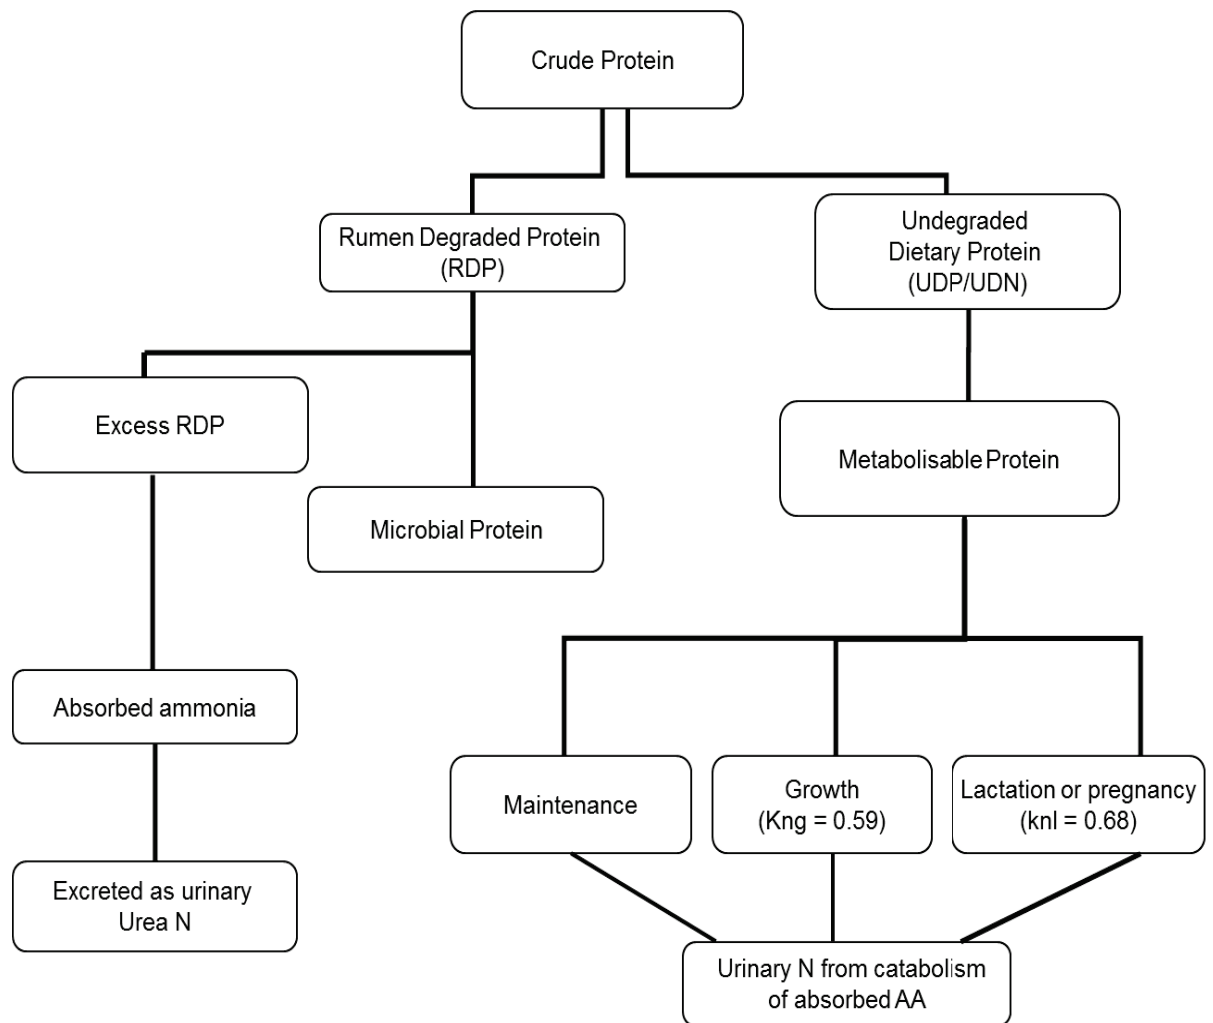 Crude Protein
Rumen Degraded Protein
(RDP)
Undegraded
Dietary Protein
(UDP/UDN)
Excess RDP
Metabolisable Protein
Microbial Protein
Absorbed ammonia
Maintenance
Growth
(Kng = 0.59)
Lactation or pregnancy
(knl = 0.68)
Excreted as urinary
Urea N
Urinary N from catabolism
of absorbed AA